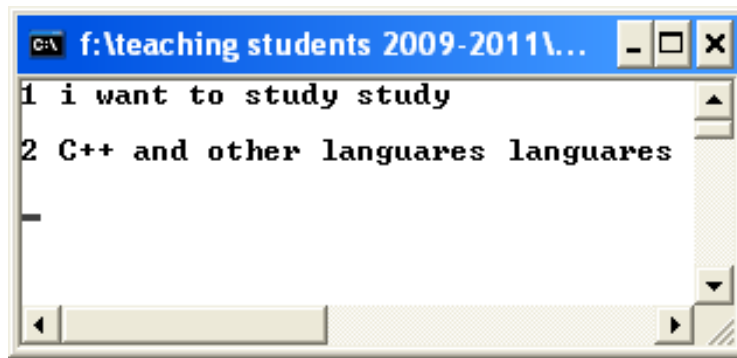 f:\teaching students 2009-2011\...
1 i want to study study
2 C++ and other languares languares